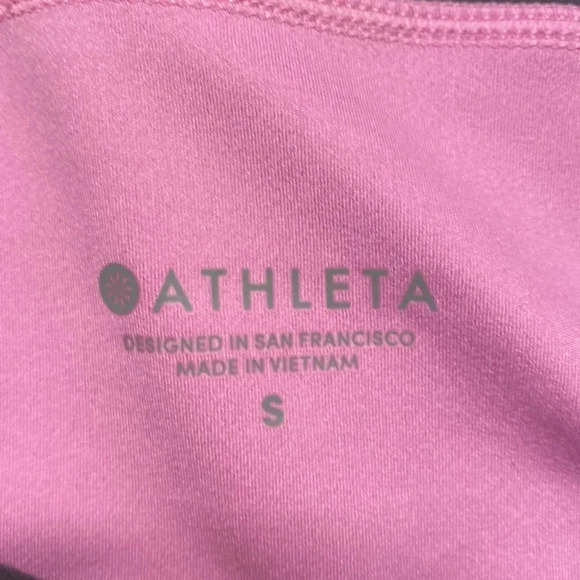 ATHLETA
DESIGNED IN SAN FRANCISCO
MADE IN VIETNAM
S